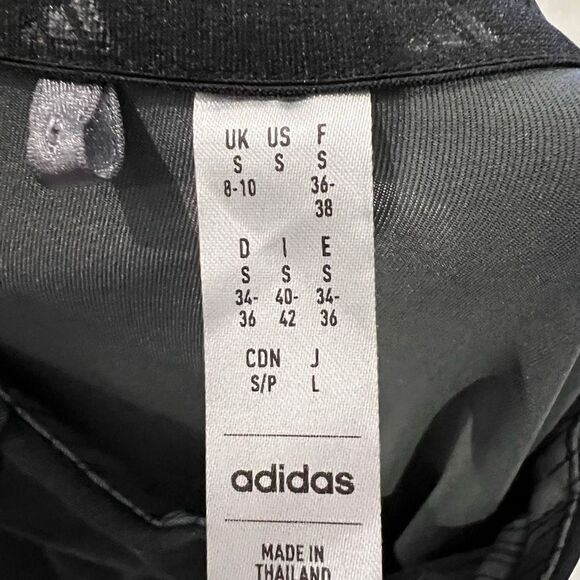 UK US F
S S S
8-10 36-
38
D I E
S S S
34- 40- 34-
36 42 36
CDN J
S/P L
adidas
MADE IN
THAILAND